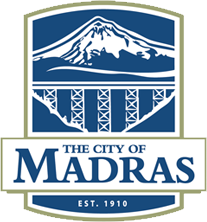 THE CITY OF
MADRAS
EST. 1910